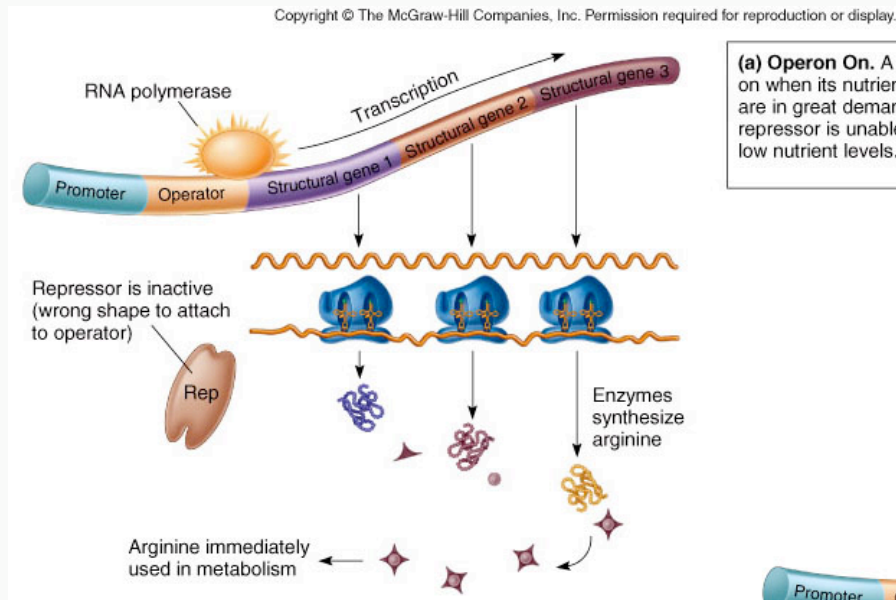 Copyright © The McGraw-Hill Companies, Inc. Permission required for reproduction or display.
(a) Operon On. A
on when its nutrien
are in great deman
repressor is unable
low nutrient levels.
RNA polymerase
Transcription
Promoter
Operator
Structural gene 1
Structural gene 2
Structural gene 3
Repressor is inactive
(wrong shape to attach
to operator)
Rep
Enzymes
synthesize
arginine
Arginine immediately
used in metabolism
Promoter